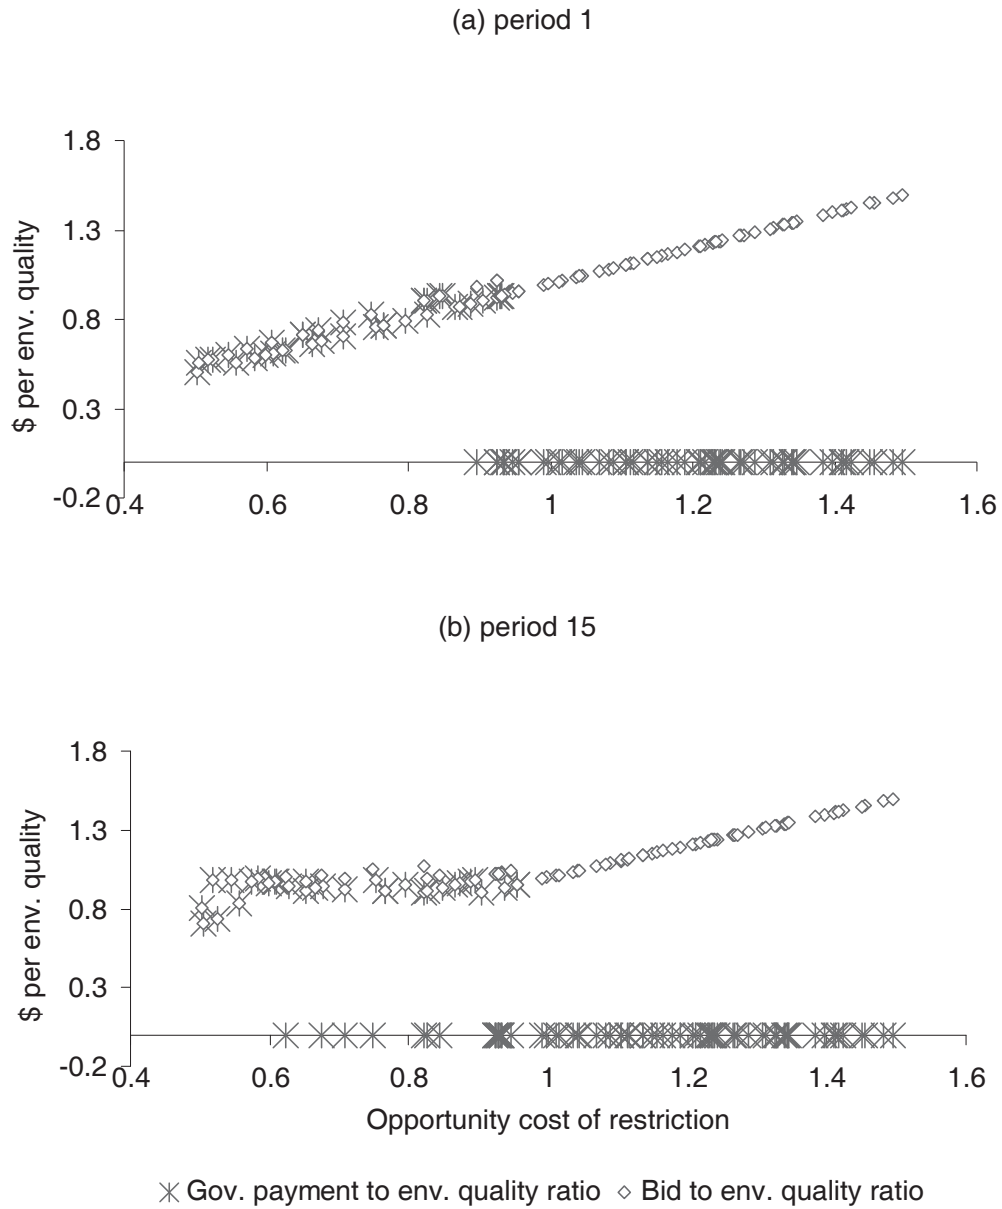 (a) period 1
1.8
1.3
0.8
0.3
-0.2
$ per env. quality
0.4 0.6 0.8 1 1.2 1.4 1.6
(b) period 15
1.8
1.3
0.8
0.3
-0.2
$ per env. quality
0.4 0.6 0.8 1 1.2 1.4 1.6
Opportunity cost of restriction
Gov. payment to env. quality ratio Bid to env. quality ratio